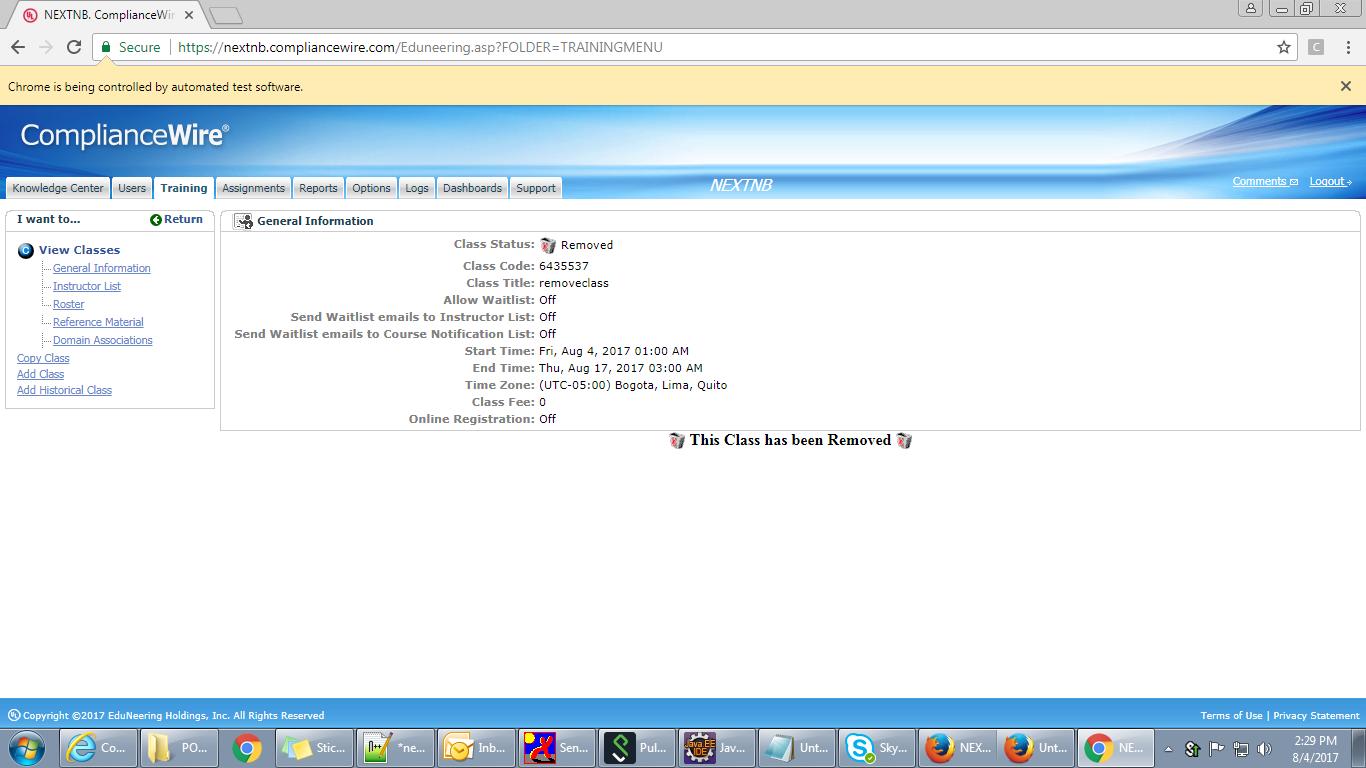 NEXTNB. ComplianceWir
Secure https://nextnb.compliancewire.com/Eduneering.asp?FOLDER=TRAININGMENU
Chrome is being controlled by automated test software.
ComplianceWire®
Knowledge Center Users Training Assignments Reports Options Logs Dashboards Support NEXTNB Comments Logout
I want to... Return
View Classes
General Information
Instructor List
Roster
Reference Material
Domain Associations
Copy Class
Add Class
Add Historical Class
General Information
Class Status: Removed
Class Code: 6435537
Class Title: removeclass
Allow Waitlist: Off
Send Waitlist emails to Instructor List: Off
Send Waitlist emails to Course Notification List: Off
Start Time: Fri, Aug 4, 2017 01:00 AM
End Time: Thu, Aug 17, 2017 03:00 AM
Time Zone: (UTC-05:00) Bogota, Lima, Quito
Class Fee: 0
Online Registration: Off
This Class has been Removed
Copyright ©2017 EduNeering Holdings, Inc. All Rights Reserved Terms of Use | Privacy Statement
Co... PO... Stic... *ne... Inb... Sen... Pul... Jav... Unt... Sky... NEX... Unt... NE... 2:29 PM
8/4/2017